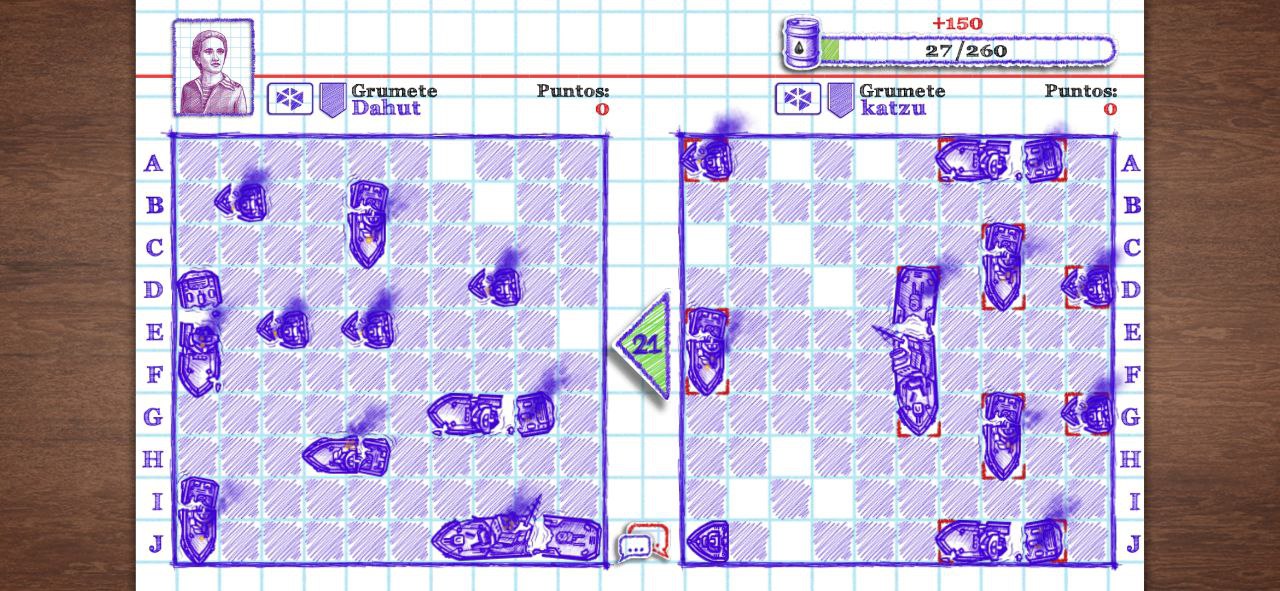 +150
27/260
Grumete
Dahut
Puntos:
0
Grumete
katzu
Puntos:
0
A
B
C
D
E
F
G
H
I
J
21
A
B
C
D
E
F
G
H
I
J